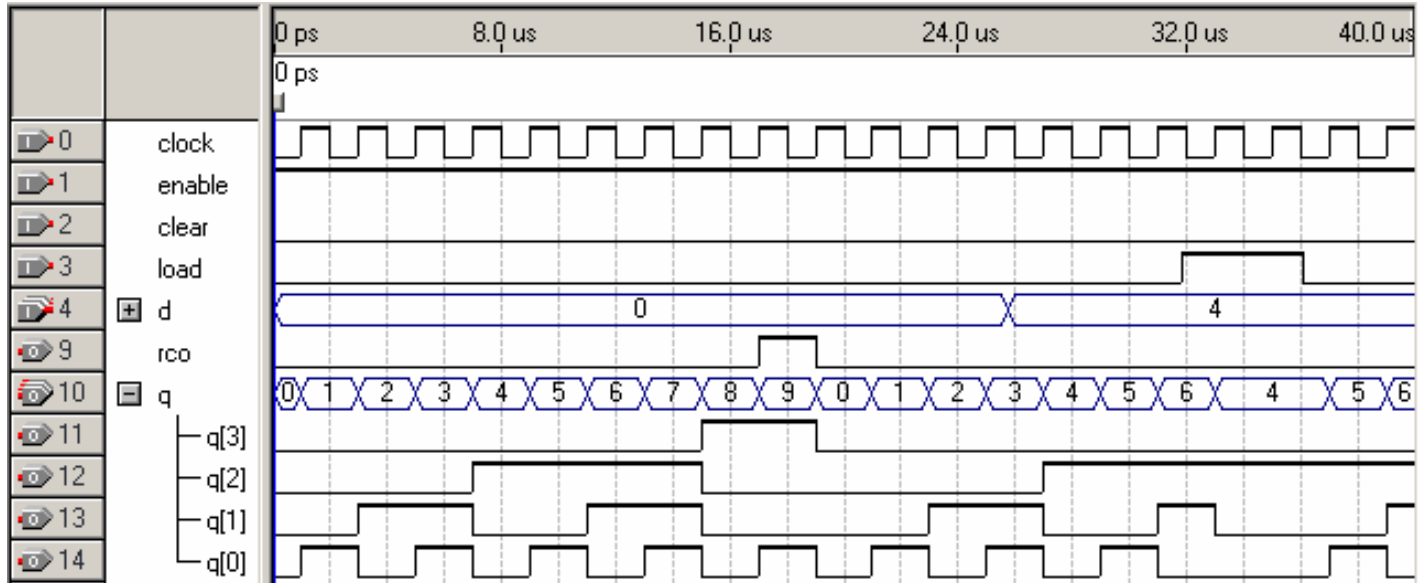 0 ps 8.0 us 16.0 us 24.0 us 32.0 us 40.0 us
0 ps
0 clock
1 enable
2 clear
3 load
4 d 0 4
9 rco
10 q 0 1 2 3 4 5 6 7 8 9 0 1 2 3 4 5 6 4 5 6
11 q[3]
12 q[2]
13 q[1]
14 q[0]